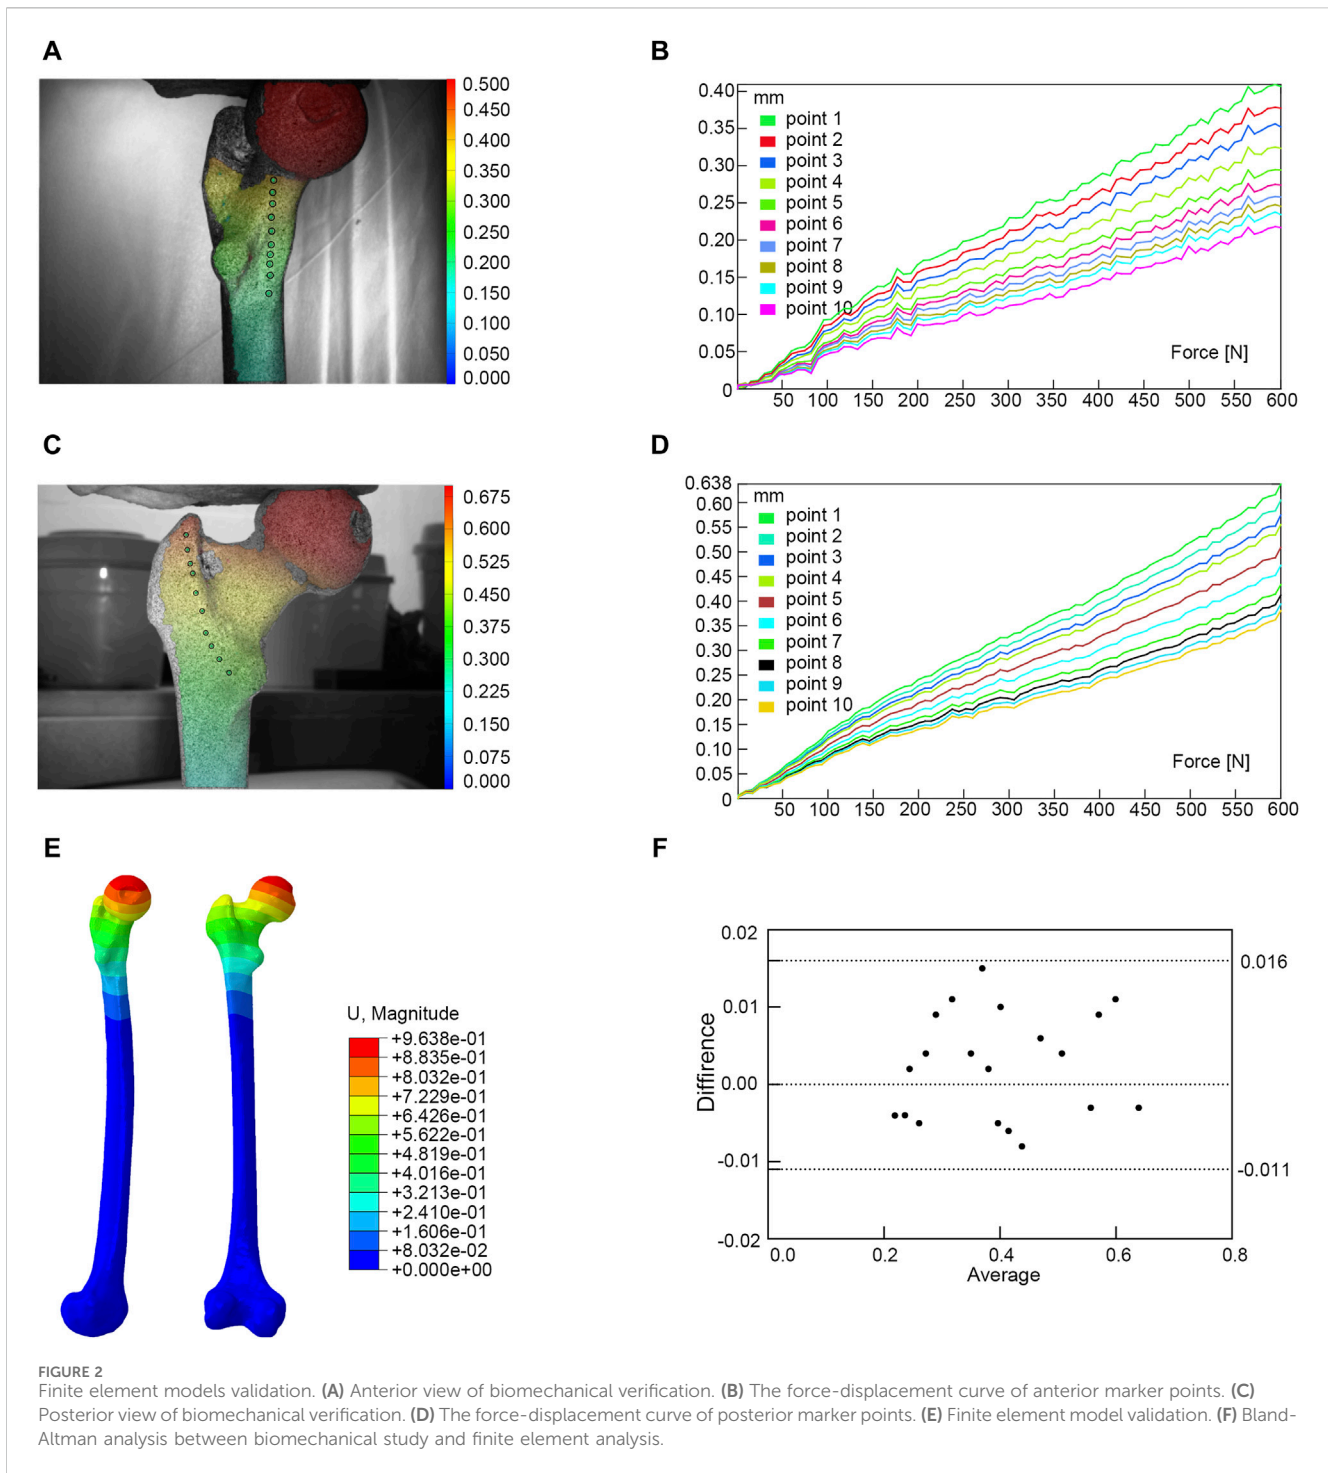 A
0.500
0.450
0.400
0.350
0.300
0.250
0.200
0.150
0.100
0.050
0.000
B
0.40
0.35
0.30
0.25
0.20
0.15
0.10
0.05
0
mm
point 1
point 2
point 3
point 4
point 5
point 6
point 7
point 8
point 9
point 10
Force [N]
50 100 150 200 250 300 350 400 450 500 550 600
C
0.675
0.600
0.525
0.450
0.375
0.300
0.225
0.150
0.075
0.000
D
0.638
0.60
0.55
0.50
0.45
0.40
0.35
0.30
0.25
0.20
0.15
0.10
0.05
0
mm
point 1
point 2
point 3
point 4
point 5
point 6
point 7
point 8
point 9
point 10
Force [N]
50 100 150 200 250 300 350 400 450 500 550 600
E
U, Magnitude
+9.638e-01
+8.835e-01
+8.032e-01
+7.229e-01
+6.426e-01
+5.622e-01
+4.819e-01
+4.016e-01
+3.213e-01
+2.410e-01
+1.606e-01
+8.032e-02
+0.000e+00
F
0.02
0.01
0.00
-0.01
-0.02
Diffirence
0.016
-0.011
0.0 0.2 0.4 0.6 0.8
Average
FIGURE 2
Finite element models validation. (A) Anterior view of biomechanical verification. (B) The force-displacement curve of anterior marker points. (C)
Posterior view of biomechanical verification. (D) The force-displacement curve of posterior marker points. (E) Finite element model validation. (F) Bland-
Altman analysis between biomechanical study and finite element analysis.